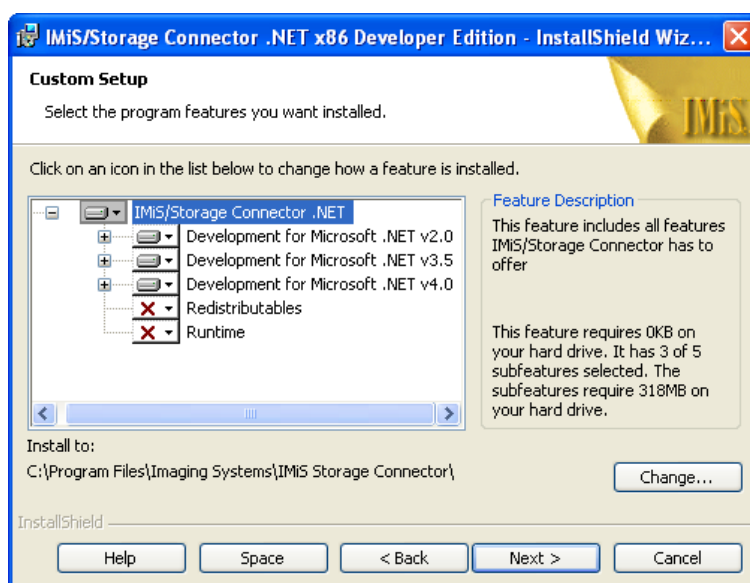 IMiS/Storage Connector .NET x86 Developer Edition - InstallShield Wiz...
Custom Setup
Select the program features you want installed.
IMiS
Click on an icon in the list below to change how a feature is installed.
IMiS/Storage Connector .NET
Development for Microsoft .NET v2.0
Development for Microsoft .NET v3.5
Development for Microsoft .NET v4.0
Redistributables
Runtime
Feature Description
This feature includes all features
IMiS/Storage Connector has to
offer
This feature requires 0KB on
your hard drive. It has 3 of 5
subfeatures selected. The
subfeatures require 318MB on
your hard drive.
Install to:
C:\Program Files\Imaging Systems\IMiS Storage Connector\
Change...
InstallShield
Help
Space
< Back
Next >
Cancel